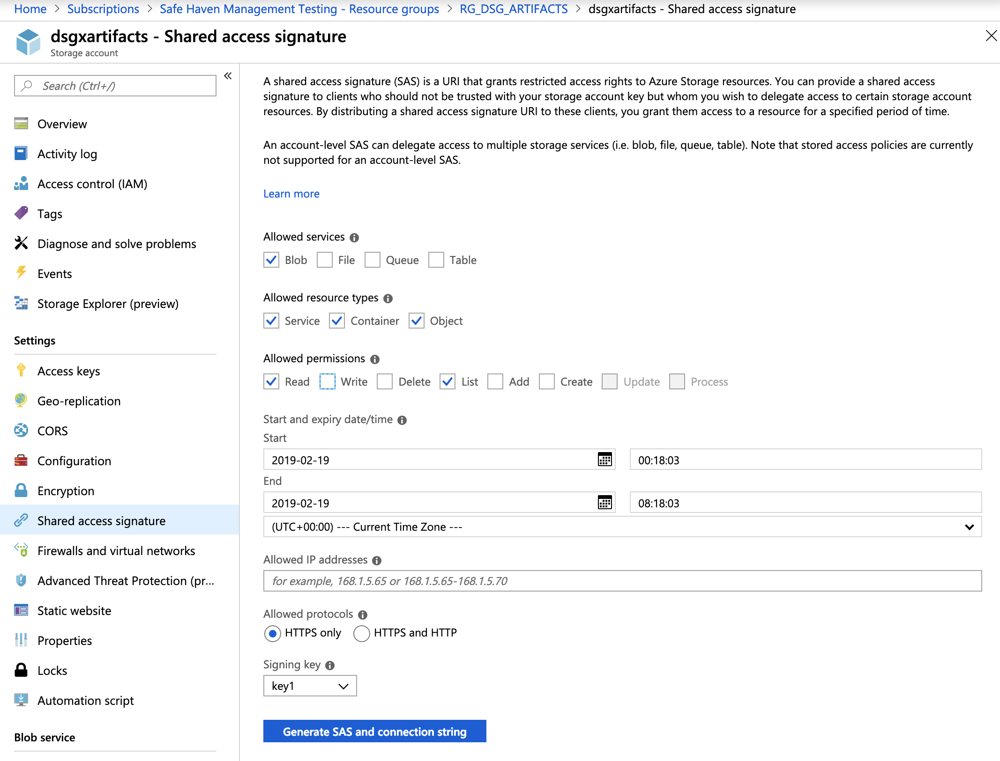 Home > Subscriptions > Safe Haven Management Testing - Resource groups > RG_DSG_ARTIFACTS > dsgxartifacts - Shared access signature
dsgxartifacts - Shared access signature
Storage account
Search (Ctrl+/)
«
Overview
Activity log
Access control (IAM)
Tags
Diagnose and solve problems
Events
Storage Explorer (preview)
Settings
Access keys
Geo-replication
CORS
Configuration
Encryption
Shared access signature
Firewalls and virtual networks
Advanced Threat Protection (pr...
Static website
Properties
Locks
Automation script
Blob service
A shared access signature (SAS) is a URI that grants restricted access rights to Azure Storage resources. You can provide a shared access
signature to clients who should not be trusted with your storage account key but whom you wish to delegate access to certain storage account
resources. By distributing a shared access signature URI to these clients, you grant them access to a resource for a specified period of time.
An account-level SAS can delegate access to multiple storage services (i.e. blob, file, queue, table). Note that stored access policies are currently
not supported for an account-level SAS.
Learn more
Allowed services
Blob File Queue Table
Allowed resource types
Service Container Object
Allowed permissions
Read Write Delete List Add Create Update Process
Start and expiry date/time
Start
2019-02-19 00:18:03
End
2019-02-19 08:18:03
(UTC+00:00) --- Current Time Zone ---
Allowed IP addresses
for example, 168.1.5.65 or 168.1.5.65-168.1.5.70
Allowed protocols
HTTPS only HTTPS and HTTP
Signing key
key1
Generate SAS and connection string